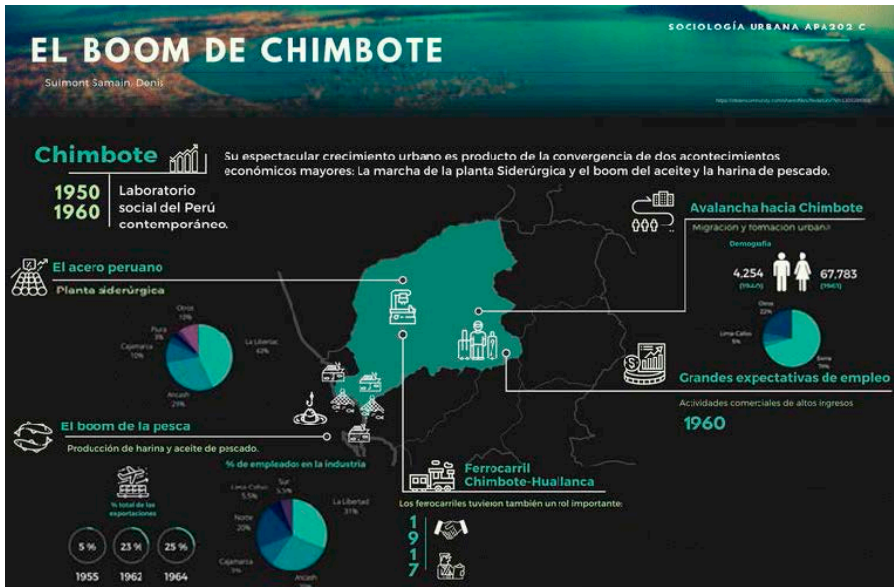 SOCIOLOGÍA URBANA APA202 C
EL BOOM DE CHIMBOTE
Sulmont Samain, Denis
Chimbote
1950
1960
Laboratorio
social del Perú
contemporáneo.
Su espectacular crecimiento urbano es producto de la convergencia de dos acontecimientos
económicos mayores: La marcha de la planta Siderúrgica y el boom del aceite y la harina de pescado.
Avalancha hacia Chimbote
Migración y formación urbana
Demografía
4,254
(1940)
67,783
(1961)
Otros
22%
Lima-Callao
Sierra
El acero peruano
Planta siderúrgica
Otros
Piura
Cajamarca
10%
La Libertad
Ancash
Grandes expectativas de empleo
Actividades comerciales de altos ingresos
1960
El boom de la pesca
Producción de harina y aceite de pescado.
% total de las
exportaciones
5 %
23 %
25 %
1955
1962
1964
% de empleados en la industria
Sur
5,5%
Lima-Callao
5,5%
La Libertad
31%
Norte
20%
Cajamarca
Ancash
Ferrocarril
Chimbote-Huallanca
Los ferrocarriles tuvieron también un rol importante:
1
9
1
7